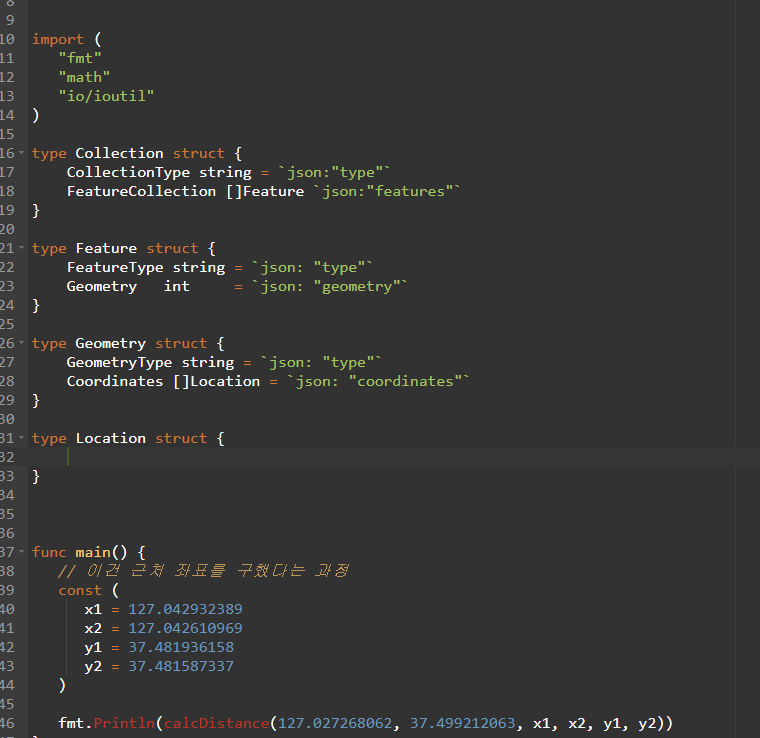 8
9
10 import (
11 "fmt"
12 "math"
13 "io/ioutil"
14 )
15
16 type Collection struct {
17 CollectionType string = `json:"type"`
18 FeatureCollection []Feature `json:"features"`
19 }
20
21 type Feature struct {
22 FeatureType string = `json: "type"`
23 Geometry int = `json: "geometry"`
24 }
25
26 type Geometry struct {
27 GeometryType string = `json: "type"`
28 Coordinates []Location = `json: "coordinates"`
29 }
30
31 type Location struct {
32
33 }
34
35
36
37 func main() {
38 // 이건 근처 좌표를 구했다는 과정
39 const (
40 x1 = 127.042932389
41 x2 = 127.042610969
42 y1 = 37.481936158
43 y2 = 37.481587337
44 )
45
46 fmt.Println(calcDistance(127.027268062, 37.499212063, x1, x2, y1, y2))